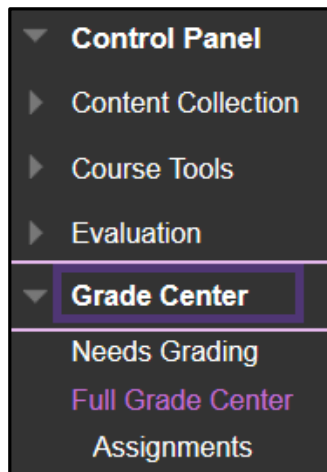 Control Panel
Content Collection
Course Tools
Evaluation
Grade Center
Needs Grading
Full Grade Center
Assignments